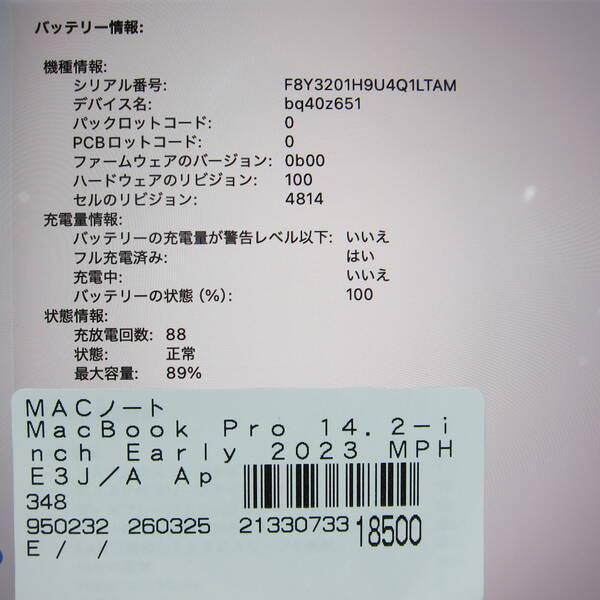 バッテリー情報:
機種情報:
シリアル番号: F8Y3201H9U4Q1LTAM
デバイス名: bq40z651
パックロットコード: 0
PCBロットコード: 0
ファームウェアのバージョン: 0b00
ハードウェアのリビジョン: 100
セルのリビジョン: 4814
充電量情報:
バッテリーの充電量が警告レベル以下: いいえ
フル充電済み: はい
充電中: いいえ
バッテリーの状態 (%): 100
状態情報:
充放電回数: 88
状態: 正常
最大容量: 89%
MACノート
MacBook Pro 14.2-i
nch Early 2023 MPH
E3J/A Ap
348
950232 260325 21330733 18500
E / /